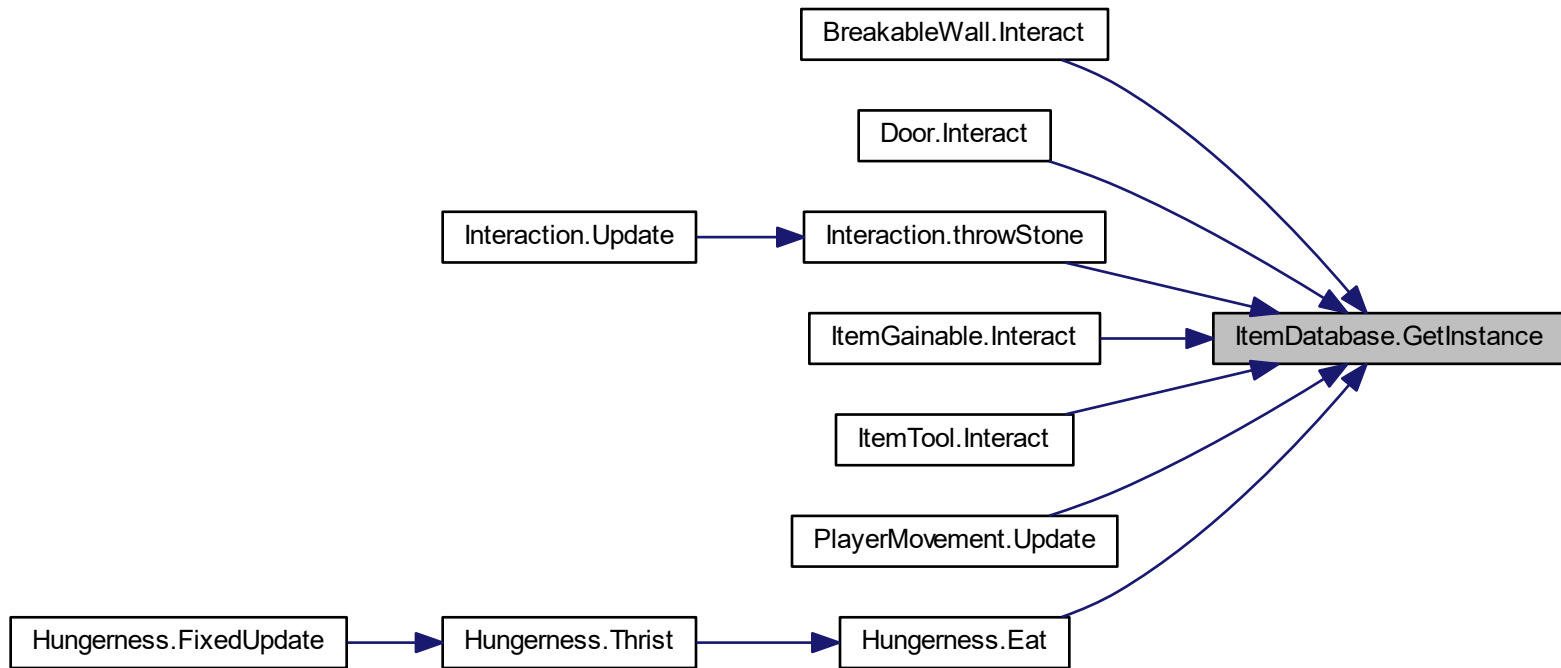 BreakableWall.Interact
Door.Interact
Interaction.Update
Interaction.throwStone
ItemGainable.Interact
ItemDatabase.GetInstance
ItemTool.Interact
PlayerMovement.Update
Hungerness.FixedUpdate
Hungerness.Thrist
Hungerness.Eat